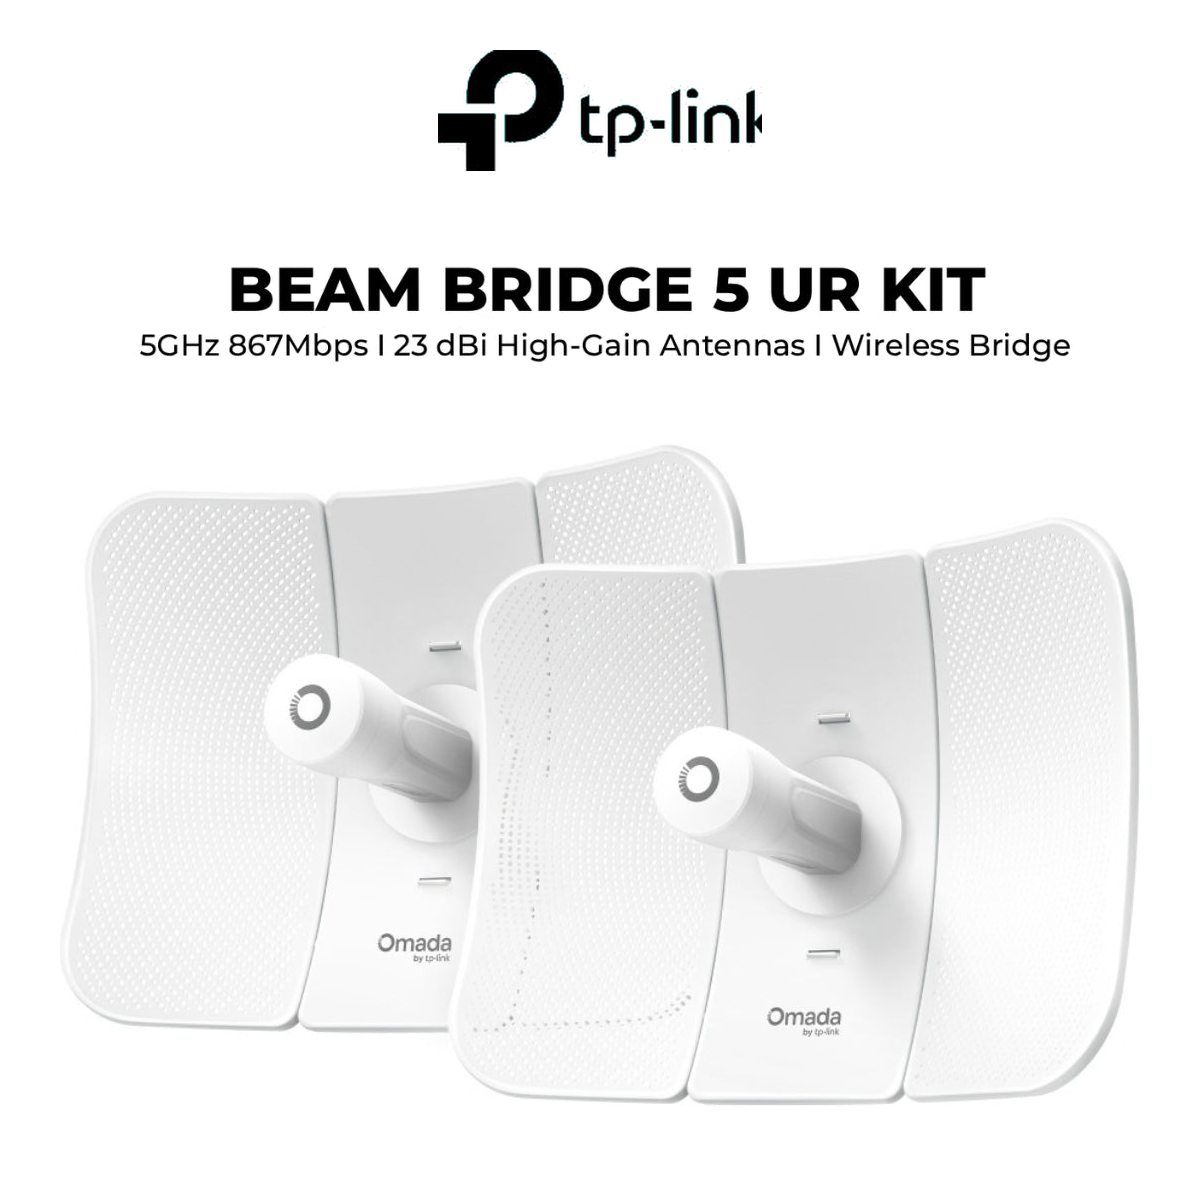 tp-link
BEAM BRIDGE 5 UR KIT
5GHz 867Mbps I 23 dBi High-Gain Antennas I Wireless Bridge
Omada
by tp-link
Omada
by tp-link